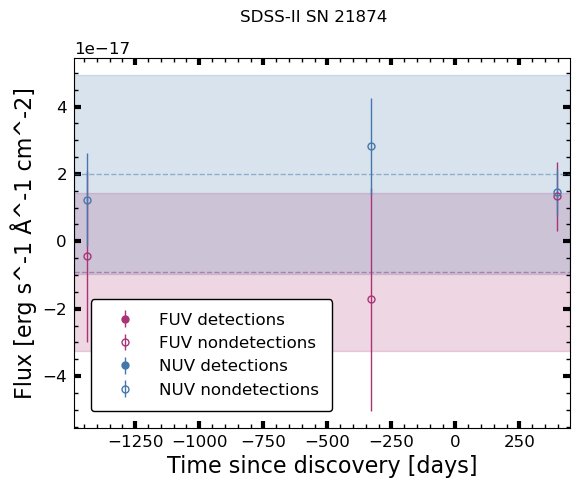 SDSS-II SN 21874
1e−17
4
2
0
−2
−4
Flux [erg s^-1 Å^-1 cm^-2]
FUV detections
FUV nondetections
NUV detections
NUV nondetections
−1250 −1000 −750 −500 −250 0 250
Time since discovery [days]